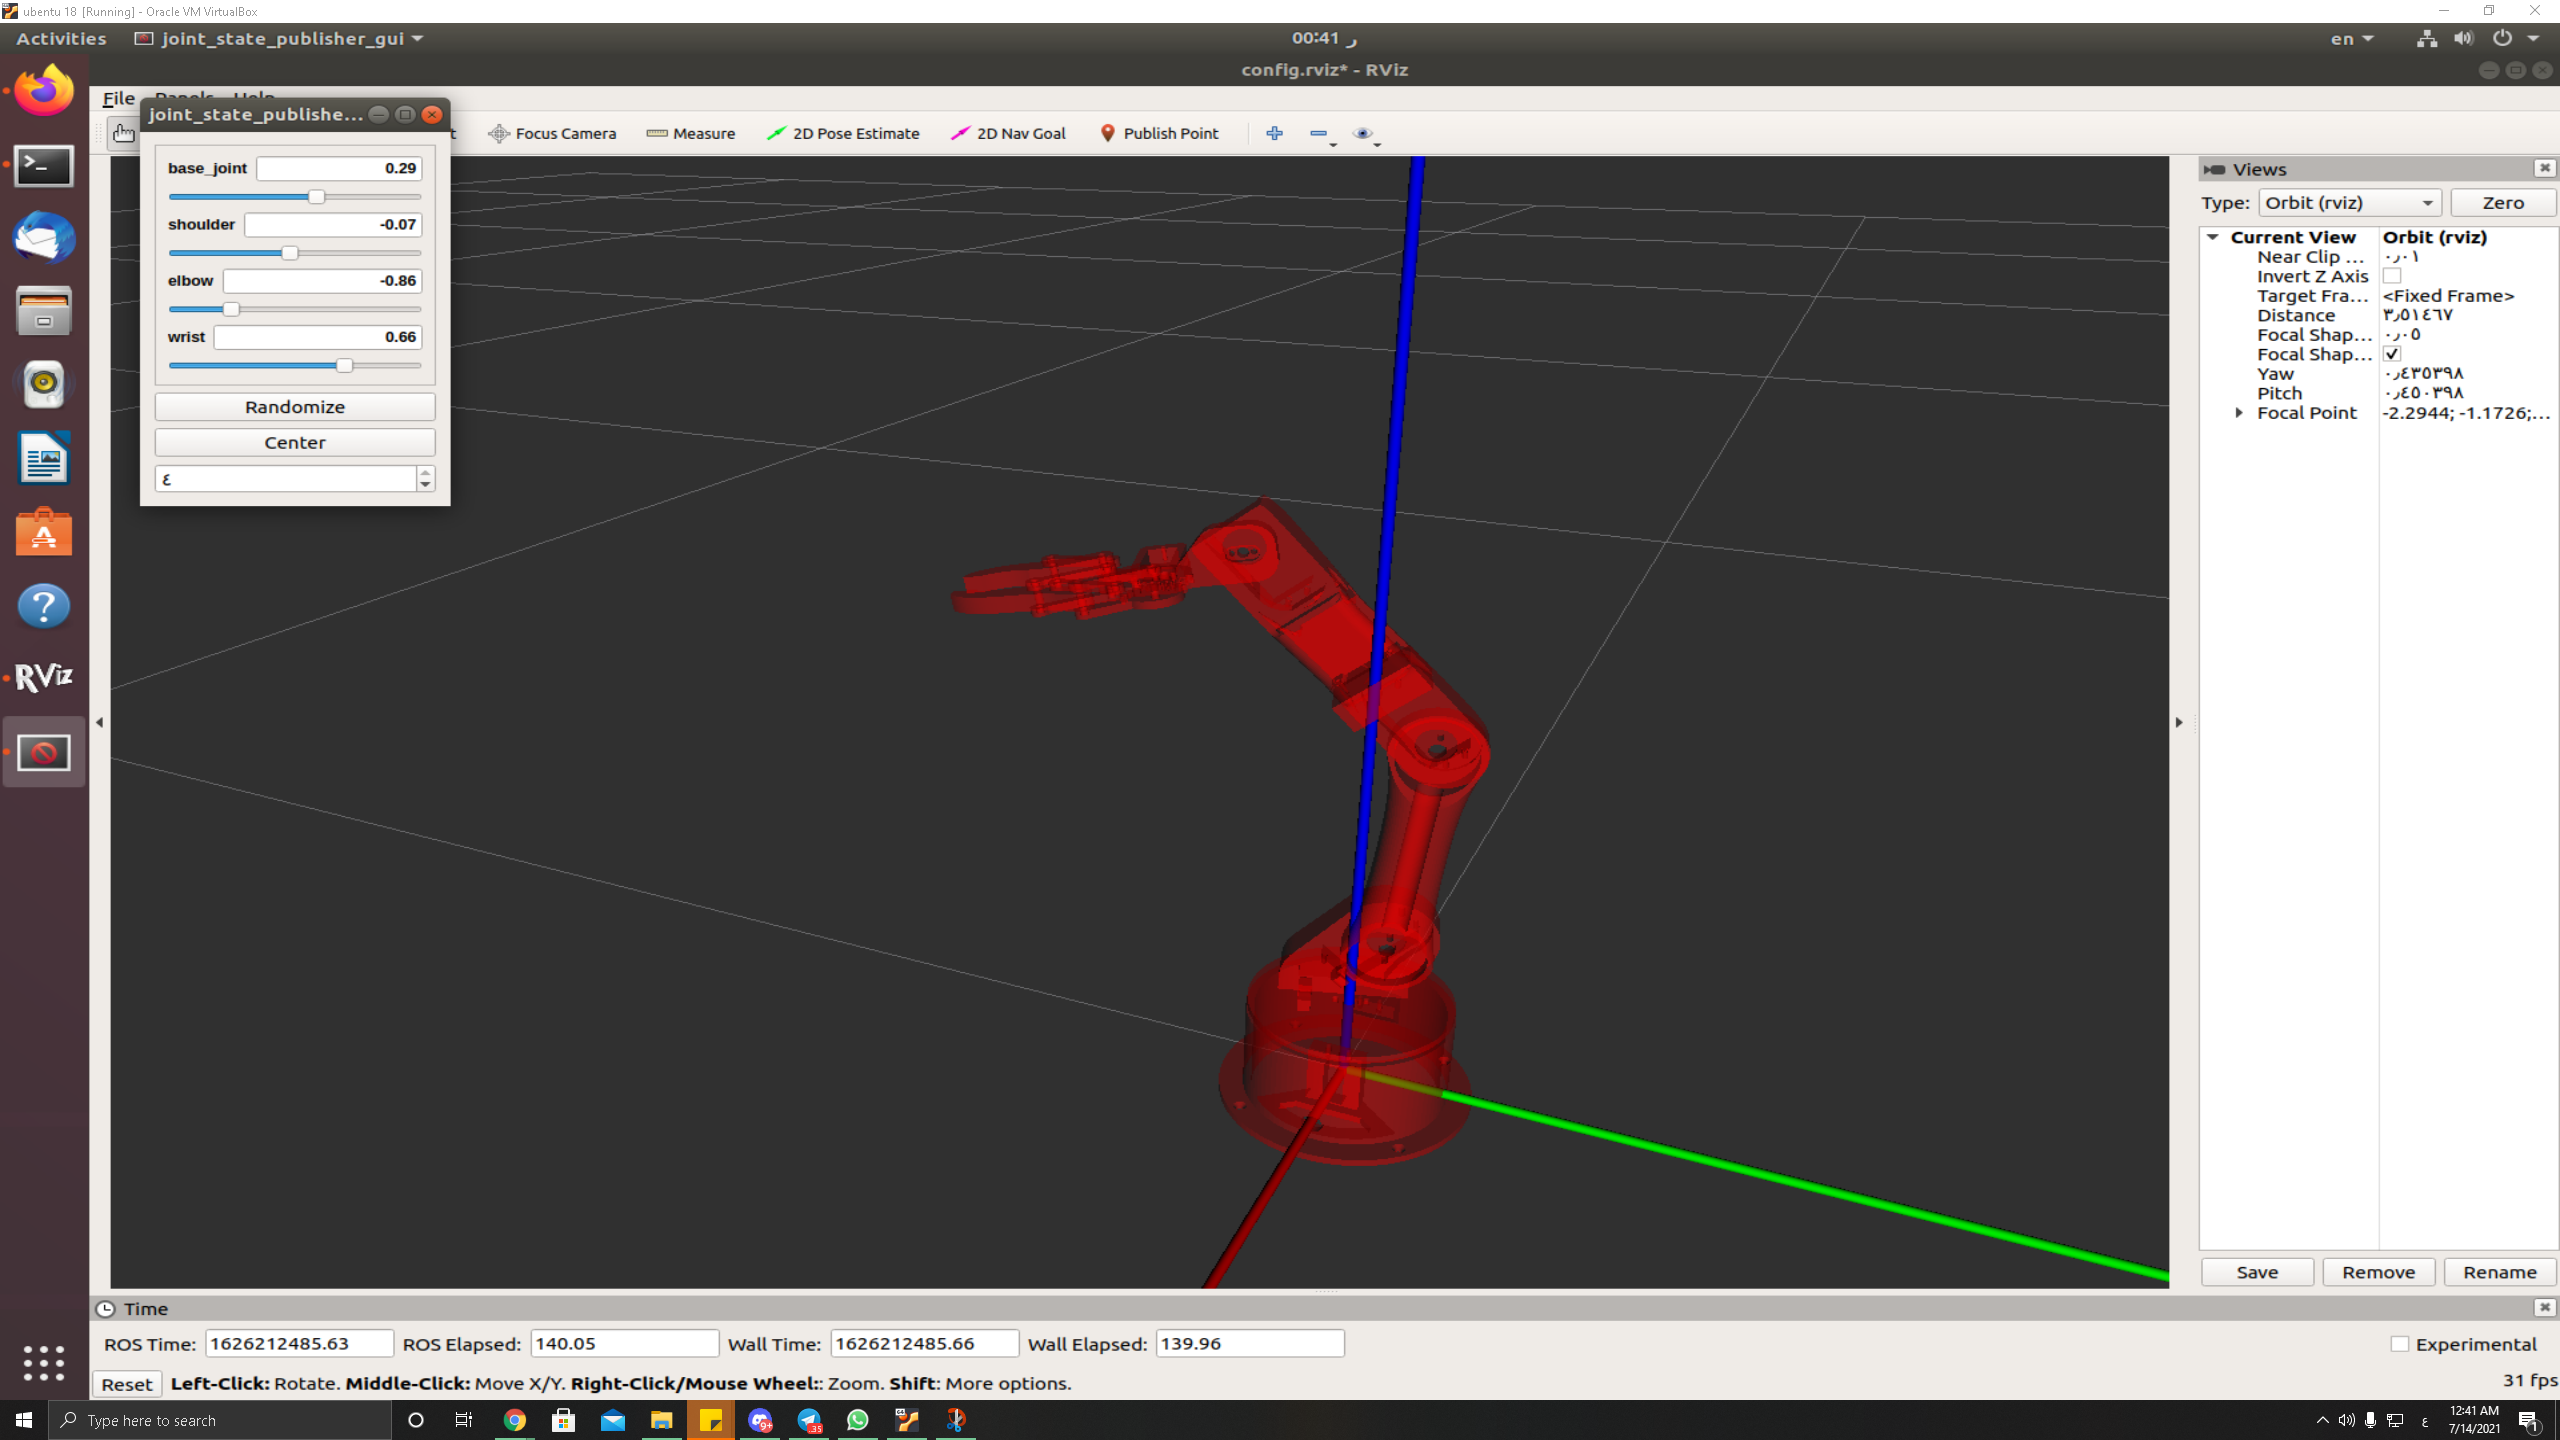 ubentu 18 [Running] - Oracle VM VirtualBox
Activities joint_state_publisher_gui 00:41 ر en
config.rviz* - RViz
File Panels Help
joint_state_publishe...
Focus Camera Measure 2D Pose Estimate 2D Nav Goal Publish Point
base_joint 0.29
shoulder -0.07
elbow -0.86
wrist 0.66
Randomize
Center
٤
Views
Type: Orbit (rviz) Zero
Current View Orbit (rviz)
Near Clip ... ٠٫٠١
Invert Z Axis
Target Fra... <Fixed Frame>
Distance ٣٫٥١٤٦٧
Focal Shap... ٠٫٠٥
Focal Shap... ✓
Yaw ٠٫٤٣٥٣٩٨
Pitch ٠٫٤٥٠٣٩٨
Focal Point -2.2944; -1.1726;...
Save Remove Rename
RViz
Time
ROS Time: 1626212485.63 ROS Elapsed: 140.05 Wall Time: 1626212485.66 Wall Elapsed: 139.96 Experimental
Reset Left-Click: Rotate. Middle-Click: Move X/Y. Right-Click/Mouse Wheel:: Zoom. Shift: More options. 31 fps
Type here to search 9+ 35 ع 12:41 AM
7/14/2021 1